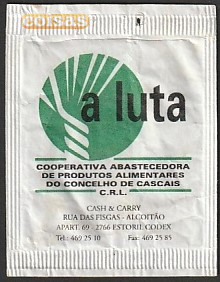 coisas
a luta
COOPERATIVA ABASTECEDORA
DE PRODUTOS ALIMENTARES
DO CONCELHO DE CASCAIS
C.R.L.
CASH & CARRY
RUA DAS FISGAS - ALCOITÃO
APART. 69 - 2766 ESTORIL CODEX
Tel.: 469 25 10 Fax: 469 25 85